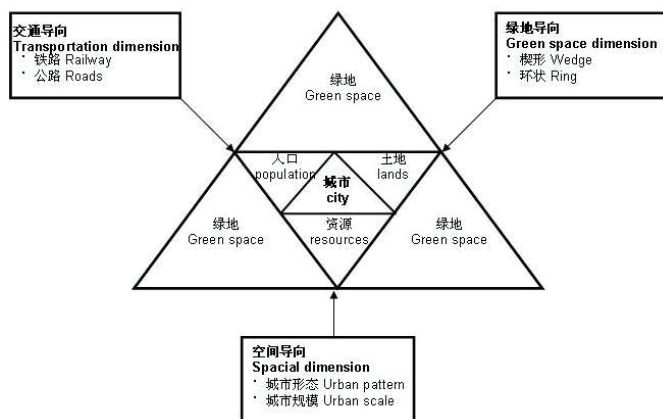 交通导向
Transportation dimension
· 铁路 Railway
· 公路 Roads
绿地导向
Green space dimension
· 楔形 Wedge
· 环状 Ring
绿地
Green space
人口
population
土地
lands
城市
city
资源
resources
绿地
Green space
绿地
Green space
空间导向
Spacial dimension
· 城市形态 Urban pattern
· 城市规模 Urban scale